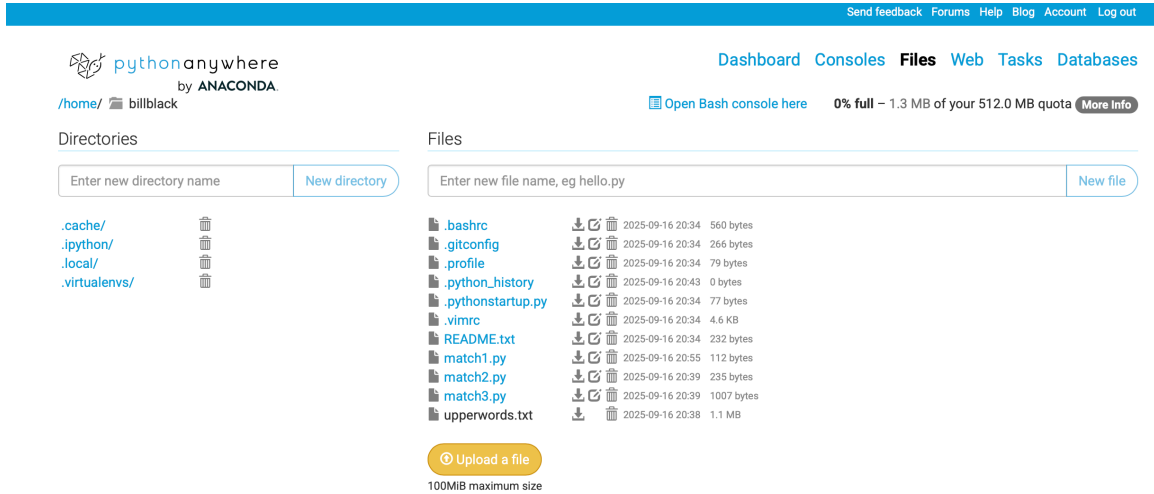 Send feedback Forums Help Blog Account Log out
pythonanywhere
by ANACONDA.
Dashboard Consoles Files Web Tasks Databases
/home/ billblack
Open Bash console here 0% full – 1.3 MB of your 512.0 MB quota More Info
Directories
Enter new directory name New directory
.cache/
.ipython/
.local/
.virtualenvs/
Files
Enter new file name, eg hello.py New file
.bashrc 2025-09-16 20:34 560 bytes
.gitconfig 2025-09-16 20:34 266 bytes
.profile 2025-09-16 20:34 79 bytes
.python_history 2025-09-16 20:43 0 bytes
.pythonstartup.py 2025-09-16 20:34 77 bytes
.vimrc 2025-09-16 20:34 4.6 KB
README.txt 2025-09-16 20:34 232 bytes
match1.py 2025-09-16 20:55 112 bytes
match2.py 2025-09-16 20:39 235 bytes
match3.py 2025-09-16 20:39 1007 bytes
upperwords.txt 2025-09-16 20:38 1.1 MB
Upload a file
100MiB maximum size